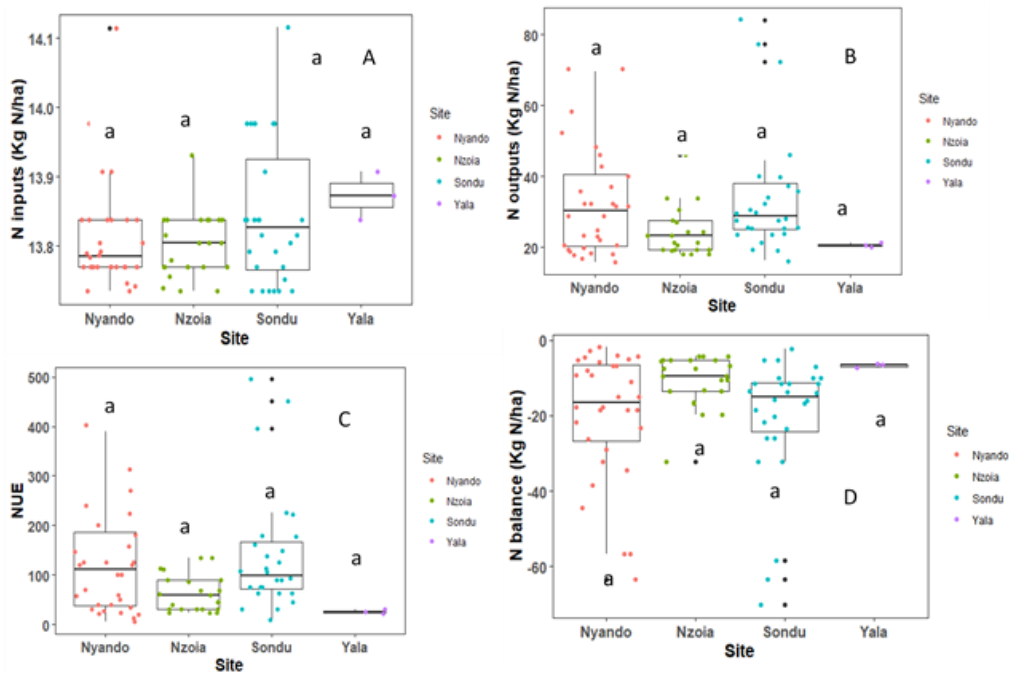 N inputs (Kg N/ha)
14.1
14.0
13.9
13.8
a
a
a
a
A
Nyando
Nzoia
Sondu
Yala
Site
Site
Nyando
Nzoia
Sondu
Yala
N outputs (Kg N/ha)
80
60
40
20
a
a
a
a
B
Nyando
Nzoia
Sondu
Yala
Site
Site
Nyando
Nzoia
Sondu
Yala
NUE
500
400
300
200
100
0
a
a
a
a
C
Nyando
Nzoia
Sondu
Yala
Site
Site
Nyando
Nzoia
Sondu
Yala
N balance (Kg N/ha)
0
-20
-40
-60
a
a
a
a
D
Nyando
Nzoia
Sondu
Yala
Site
Site
Nyando
Nzoia
Sondu
Yala